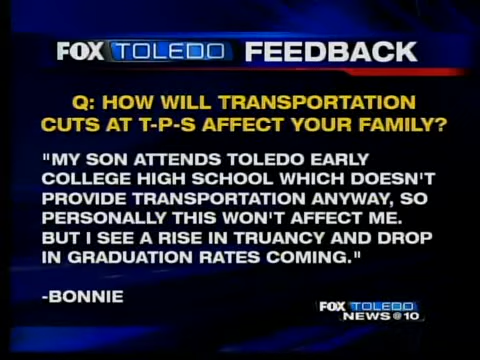 FOX TOLEDO FEEDBACK
Q: HOW WILL TRANSPORTATION
CUTS AT T-P-S AFFECT YOUR FAMILY?
"MY SON ATTENDS TOLEDO EARLY
COLLEGE HIGH SCHOOL WHICH DOESN'T
PROVIDE TRANSPORTATION ANYWAY, SO
PERSONALLY THIS WON'T AFFECT ME.
BUT I SEE A RISE IN TRUANCY AND DROP
IN GRADUATION RATES COMING."
-BONNIE
FOX TOLEDO
NEWS@10